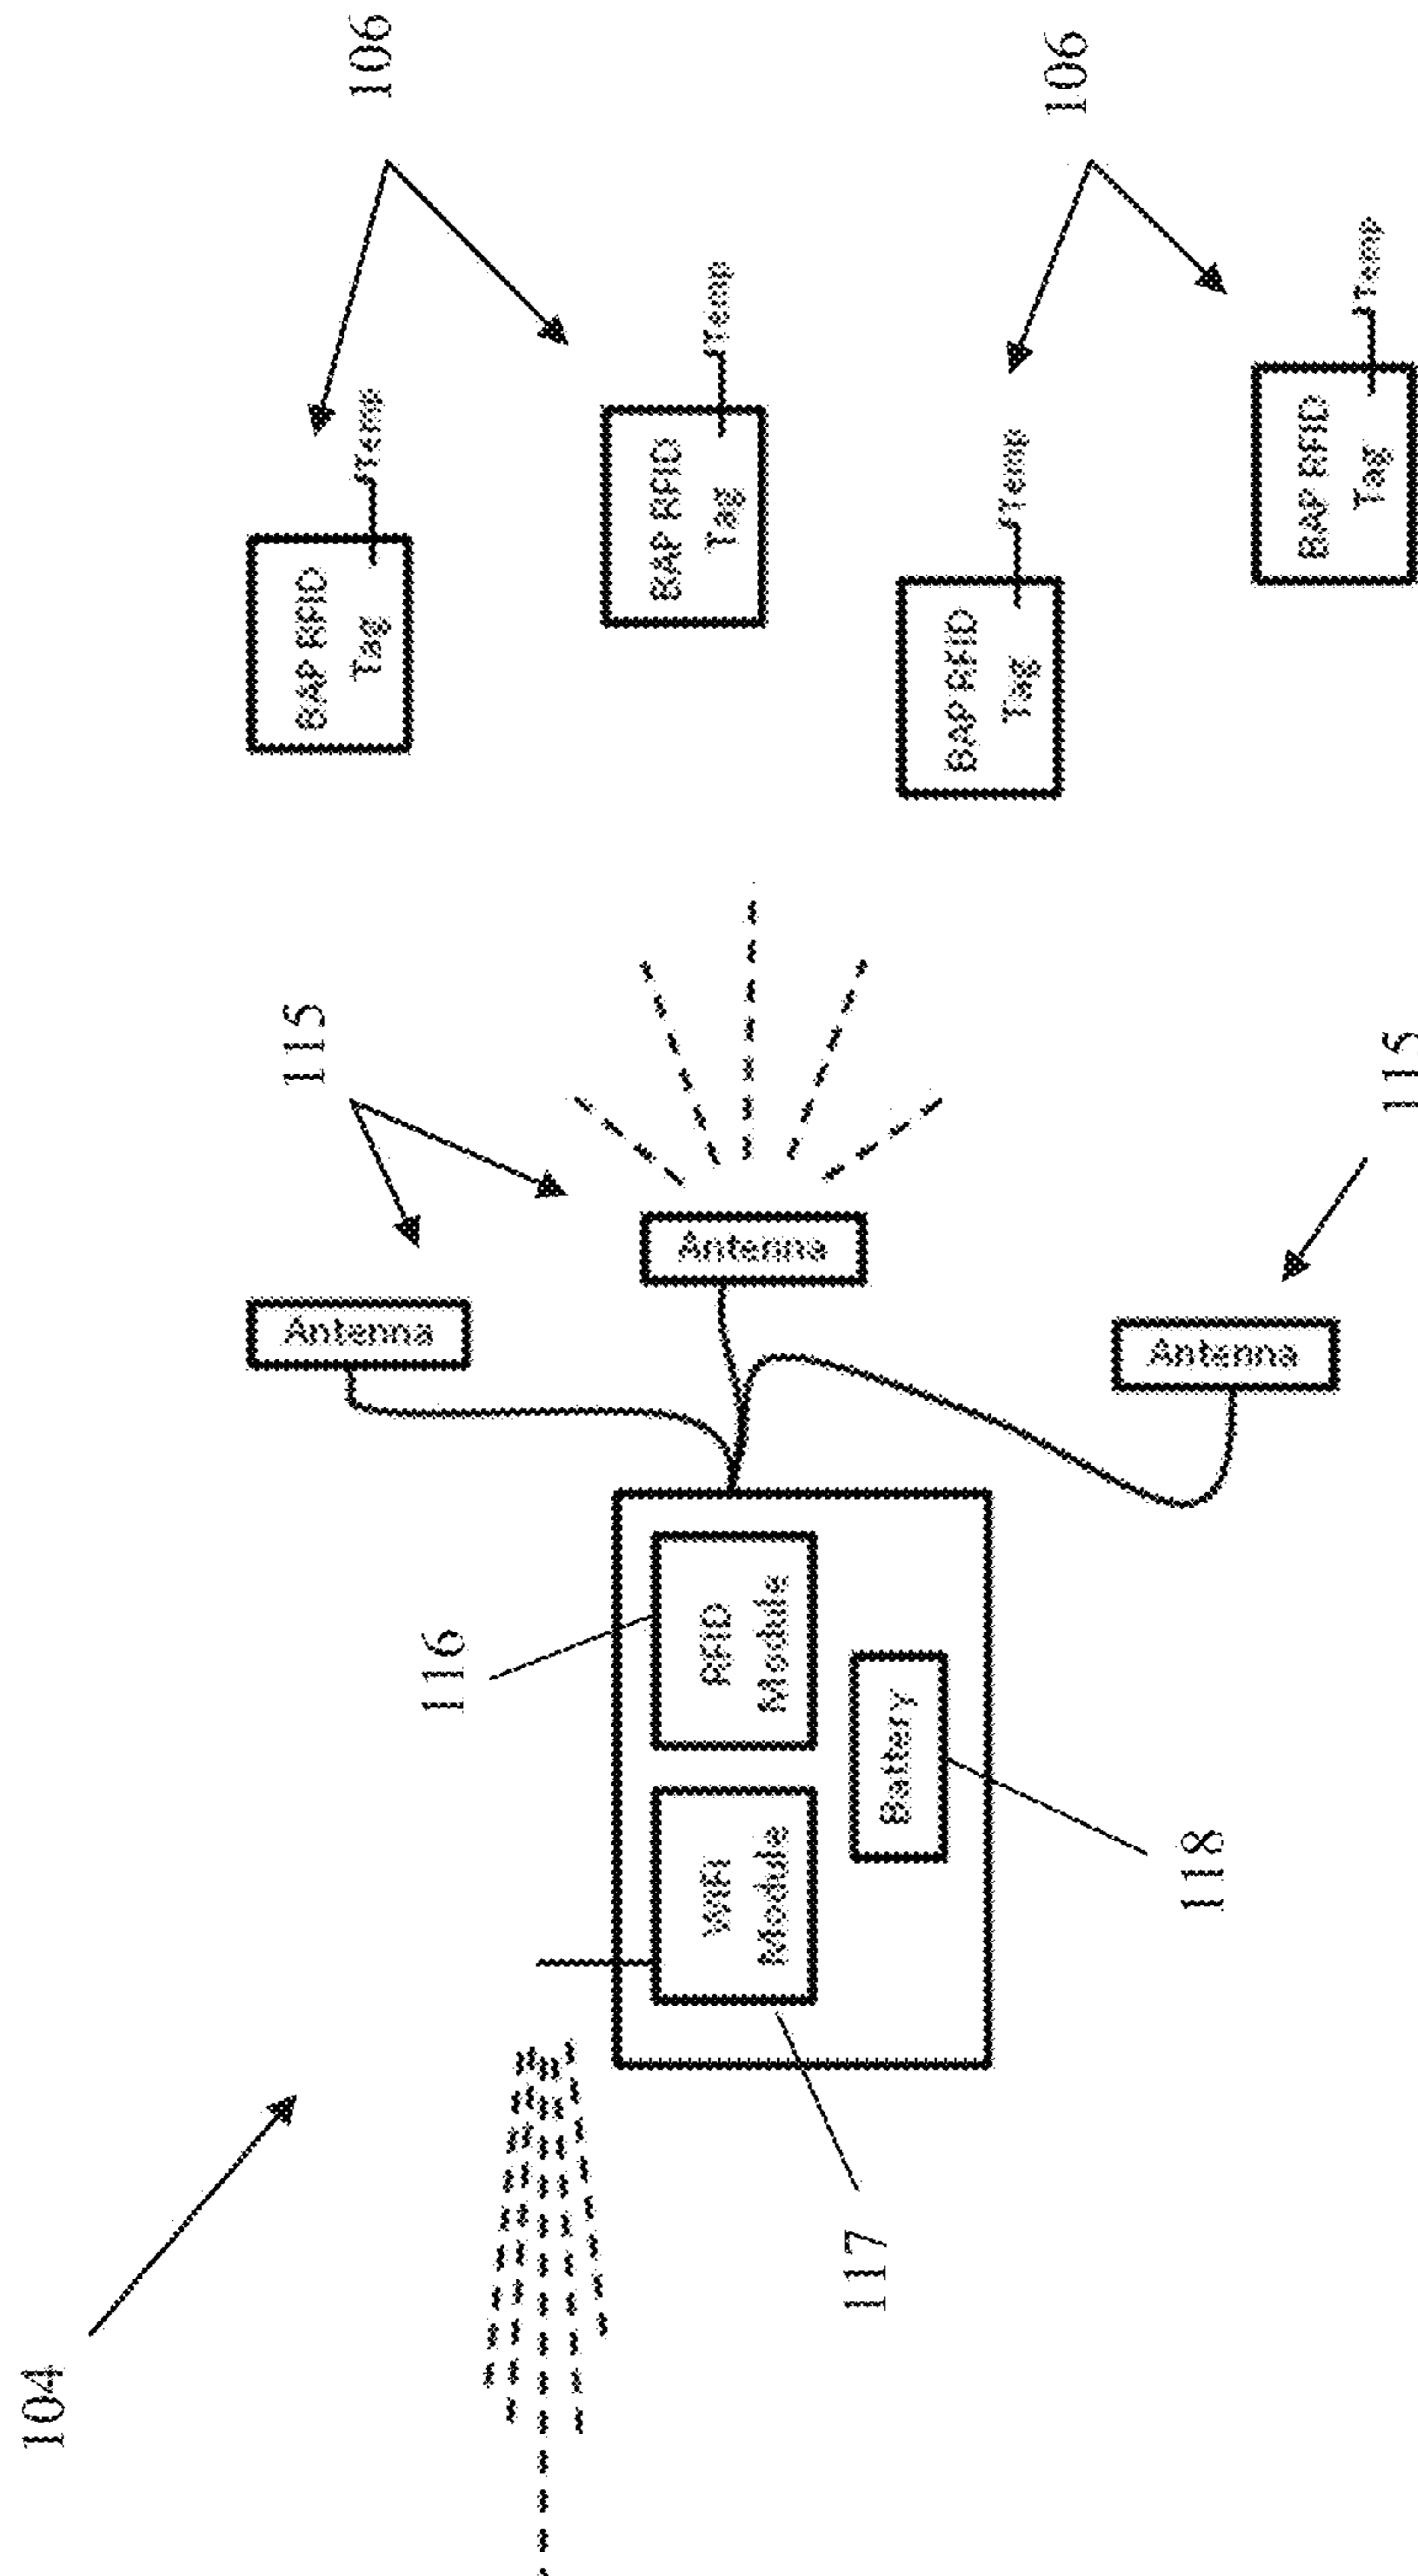 104
115
106
BAP RFID
Tag
Temp
Antenna
116
BAP RFID
Tag
Temp
Antenna
WiFi
Module
RFID
Module
117
Battery
BAP RFID
Tag
Temp
106
118
Antenna
BAP RFID
Tag
Temp
115